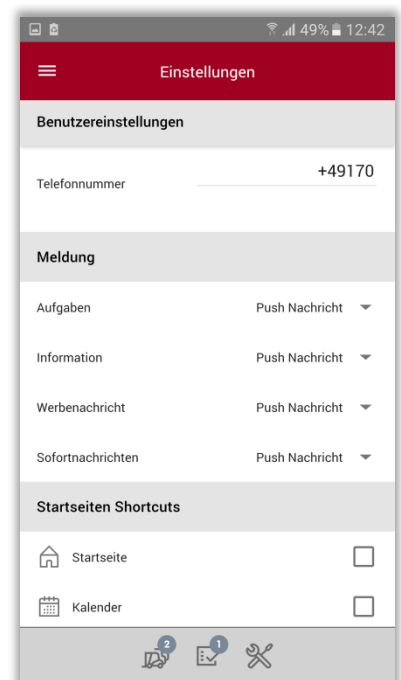 49% 12:42
Einstellungen
Benutzereinstellungen
Telefonnummer +49170
Meldung
Aufgaben Push Nachricht
Information Push Nachricht
Werbenachricht Push Nachricht
Sofortnachrichten Push Nachricht
Startseiten Shortcuts
Startseite
Kalender
2 1